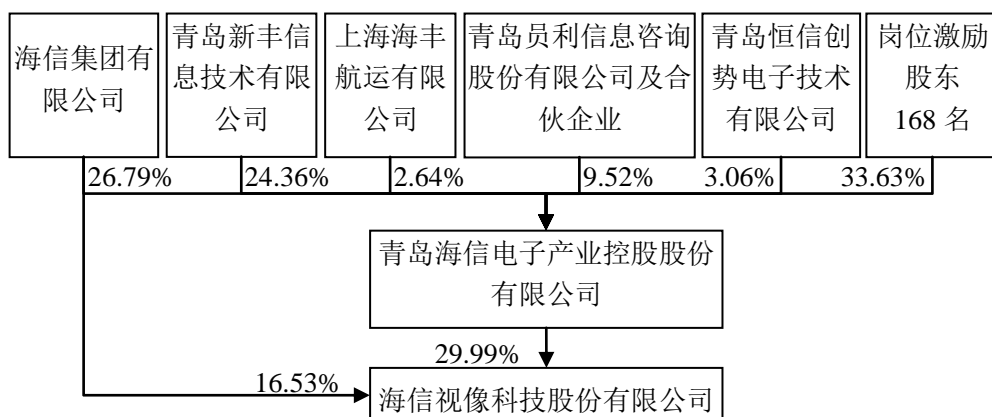 海信集团有
限公司
青岛新丰信
息技术有限
公司
上海海丰
航运有限
公司
青岛员利信息咨询
股份有限公司及合
伙企业
青岛恒信创
势电子技术
有限公司
岗位激励
股东
168 名
26.79%
24.36%
2.64%
9.52%
3.06%
33.63%
青岛海信电子产业控股股份
有限公司
29.99%
16.53%
海信视像科技股份有限公司